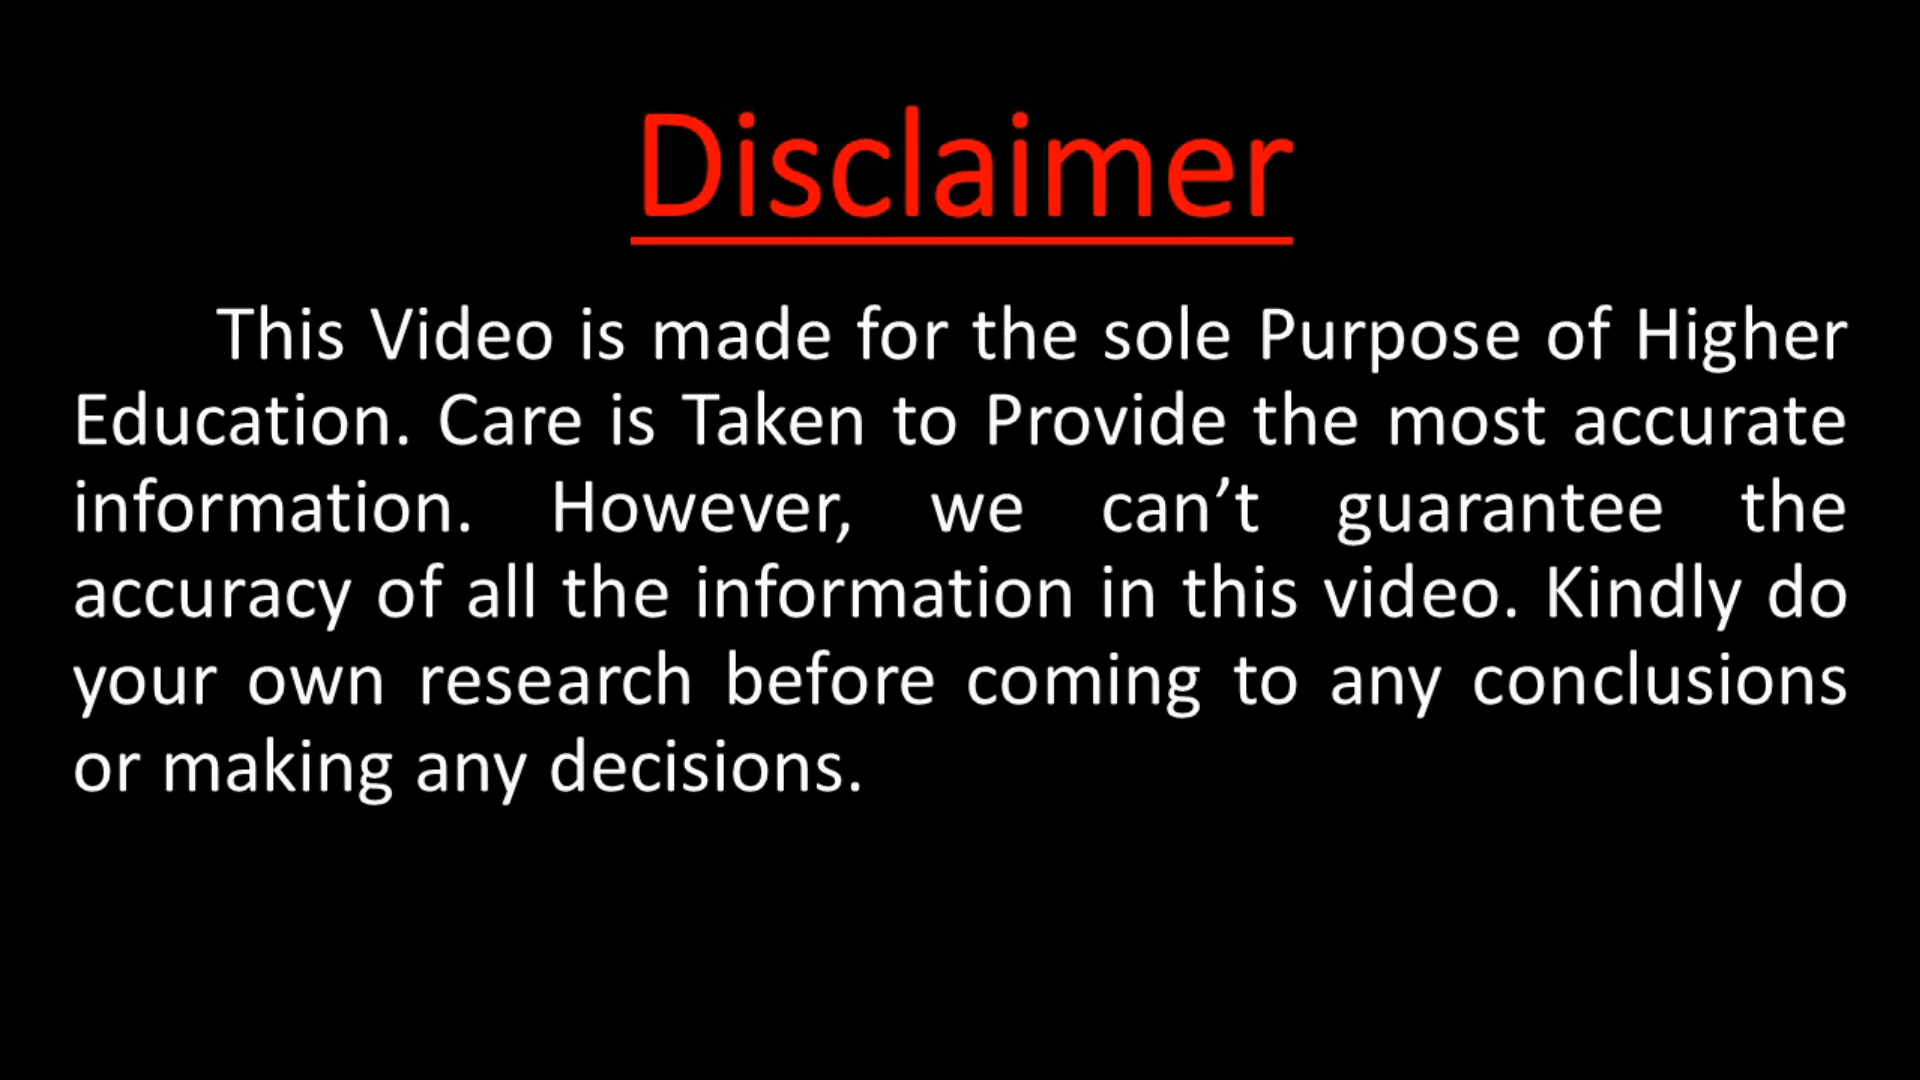 Disclaimer
This Video is made for the sole Purpose of Higher
Education. Care is Taken to Provide the most accurate
information. However, we can’t guarantee the
accuracy of all the information in this video. Kindly do
your own research before coming to any conclusions
or making any decisions.